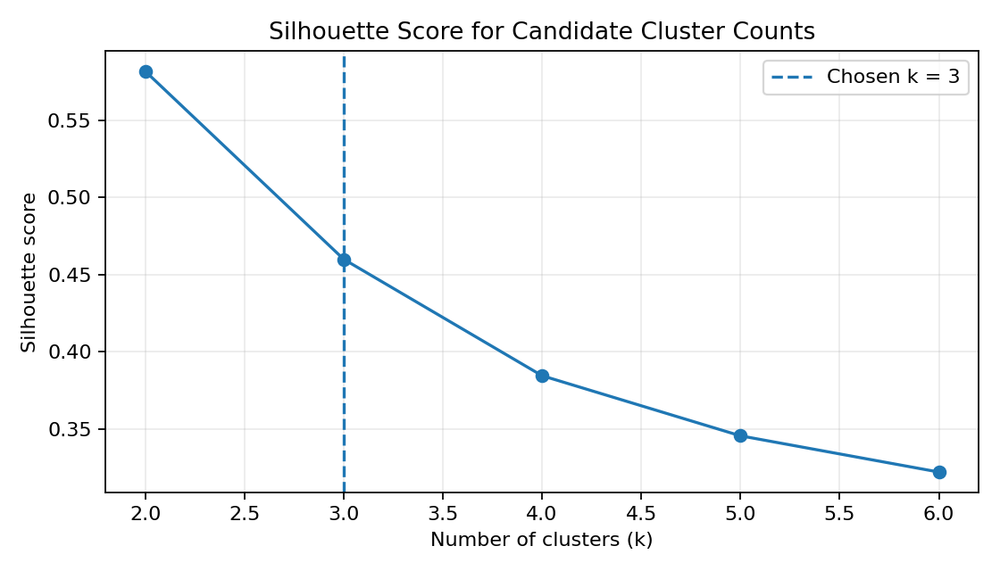 Silhouette Score for Candidate Cluster Counts
Chosen k = 3
Silhouette score
0.55
0.50
0.45
0.40
0.35
2.0 2.5 3.0 3.5 4.0 4.5 5.0 5.5 6.0
Number of clusters (k)